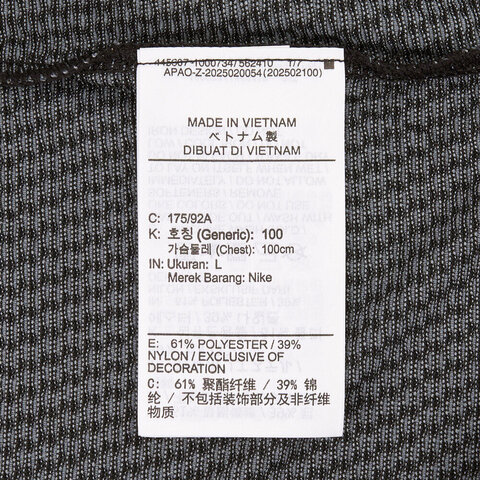 APAO-Z-2025020054 (202502100)
MADE IN VIETNAM
ベトナム製
DIBUAT DI VIETNAM
C: 175/92A
K: 호칭 (Generic): 100
가슴둘레 (Chest): 100cm
IN: Ukuran: L
Merek Barang: Nike
E: 61% POLYESTER / 39%
NYLON / EXCLUSIVE OF
DECORATION
C: 61% 聚酯纤维 / 39% 锦
纶 / 不包括装饰部分及非纤维
物质